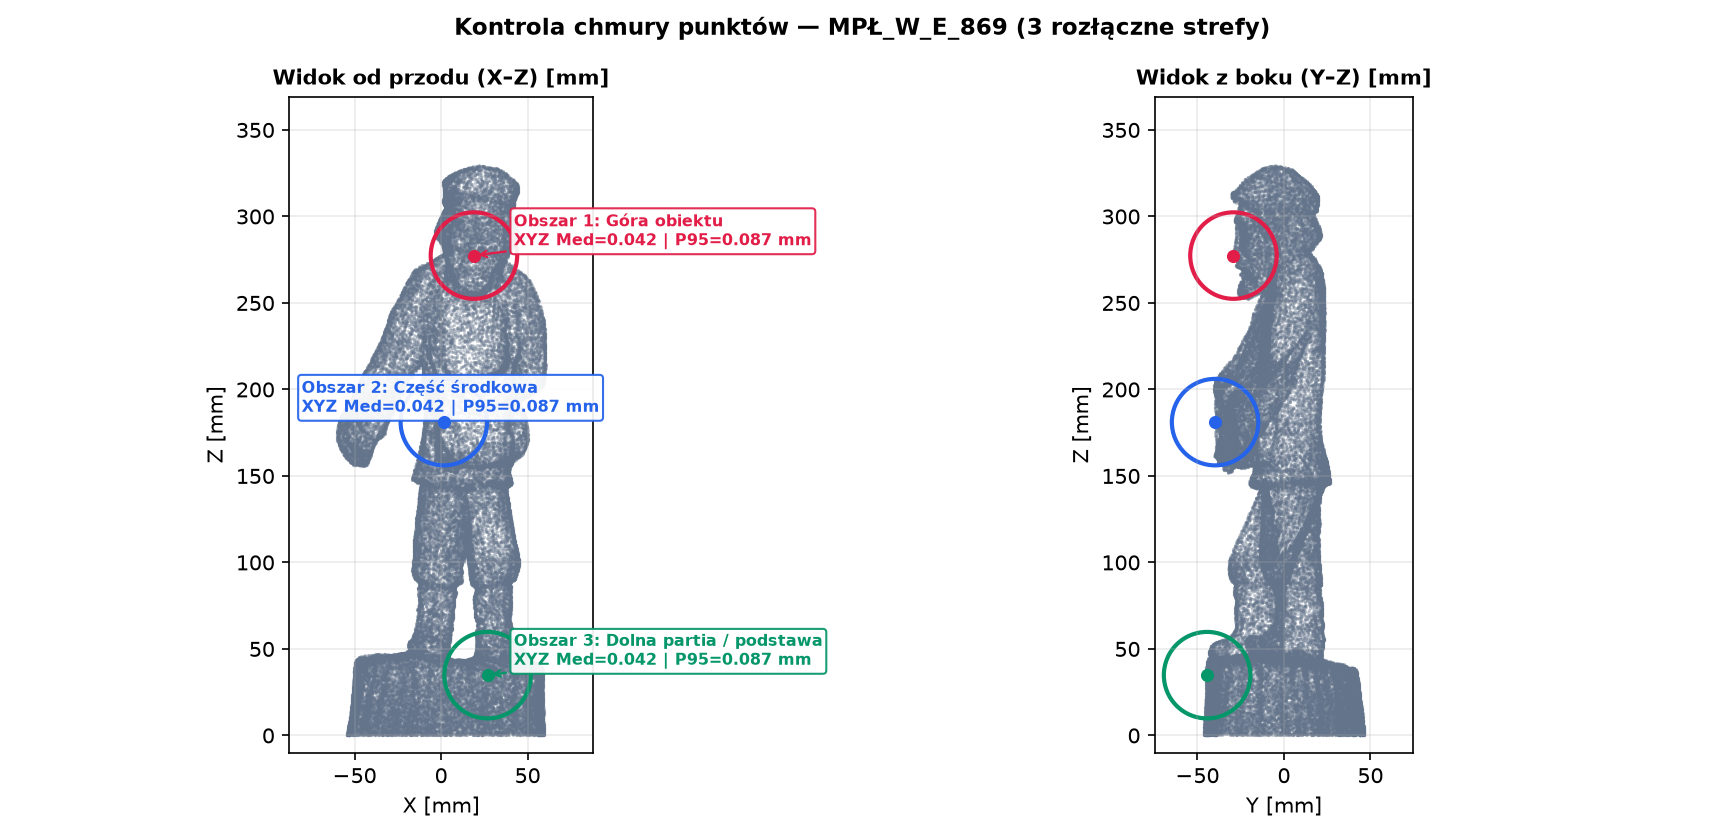 Kontrola chmury punktów — MPŁ_W_E_869 (3 rozłączne strefy)
Widok od przodu (X–Z) [mm]
350
300
250
200
150
100
50
0
Z [mm]
−50
0
50
X [mm]
Obszar 1: Góra obiektu
XYZ Med=0.042 | P95=0.087 mm
Obszar 2: Część środkowa
XYZ Med=0.042 | P95=0.087 mm
Obszar 3: Dolna partia / podstawa
XYZ Med=0.042 | P95=0.087 mm
Widok z boku (Y–Z) [mm]
350
300
250
200
150
100
50
0
Z [mm]
−50
0
50
Y [mm]